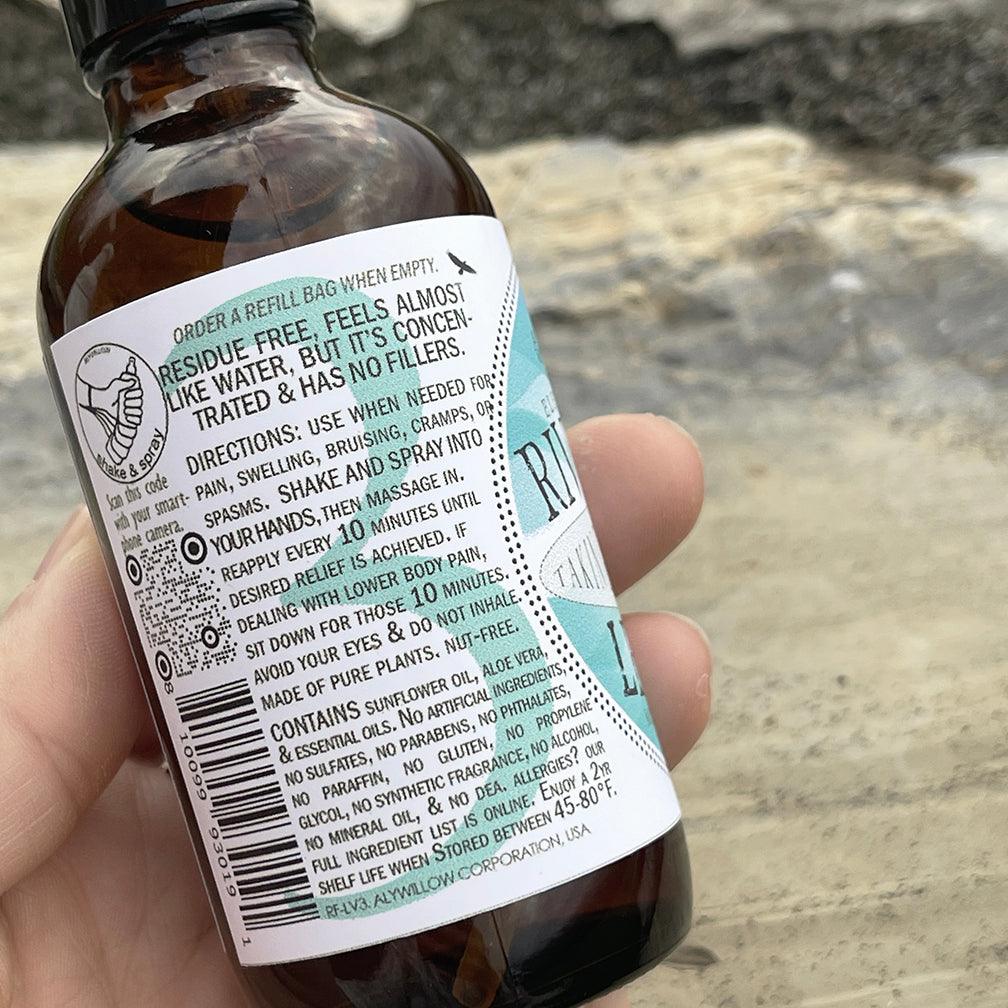 ORDER A REFILL BAG WHEN EMPTY.
RESIDUE FREE, FEELS ALMOST
LIKE WATER, BUT IT'S CONCEN-
TRATED & HAS NO FILLERS.
shake & spray
Scan this code
with your smart-
phone camera.
DIRECTIONS: USE WHEN NEEDED FOR
PAIN, SWELLING, BRUISING, CRAMPS, OR
SPASMS. SHAKE AND SPRAY INTO
YOUR HANDS, THEN MASSAGE IN.
REAPPLY EVERY 10 MINUTES UNTIL
DESIRED RELIEF IS ACHIEVED. IF
DEALING WITH LOWER BODY PAIN,
SIT DOWN FOR THOSE 10 MINUTES.
AVOID YOUR EYES & DO NOT INHALE.
MADE OF PURE PLANTS. NUT-FREE.
CONTAINS SUNFLOWER OIL, ALOE VERA,
& ESSENTIAL OILS. NO ARTIFICIAL INGREDIENTS,
NO SULFATES, NO PARABENS, NO PHTHALATES,
NO PARAFFIN, NO GLUTEN, NO PROPYLENE
GLYCOL, NO SYNTHETIC FRAGRANCE, NO ALCOHOL,
NO MINERAL OIL, & NO DEA. ALLERGIES? OUR
FULL INGREDIENT LIST IS ONLINE. ENJOY A 2YR
SHELF LIFE WHEN STORED BETWEEN 45-80°F.
RF-LV3. ALYWILLOW CORPORATION, USA
8 10099 93019 1